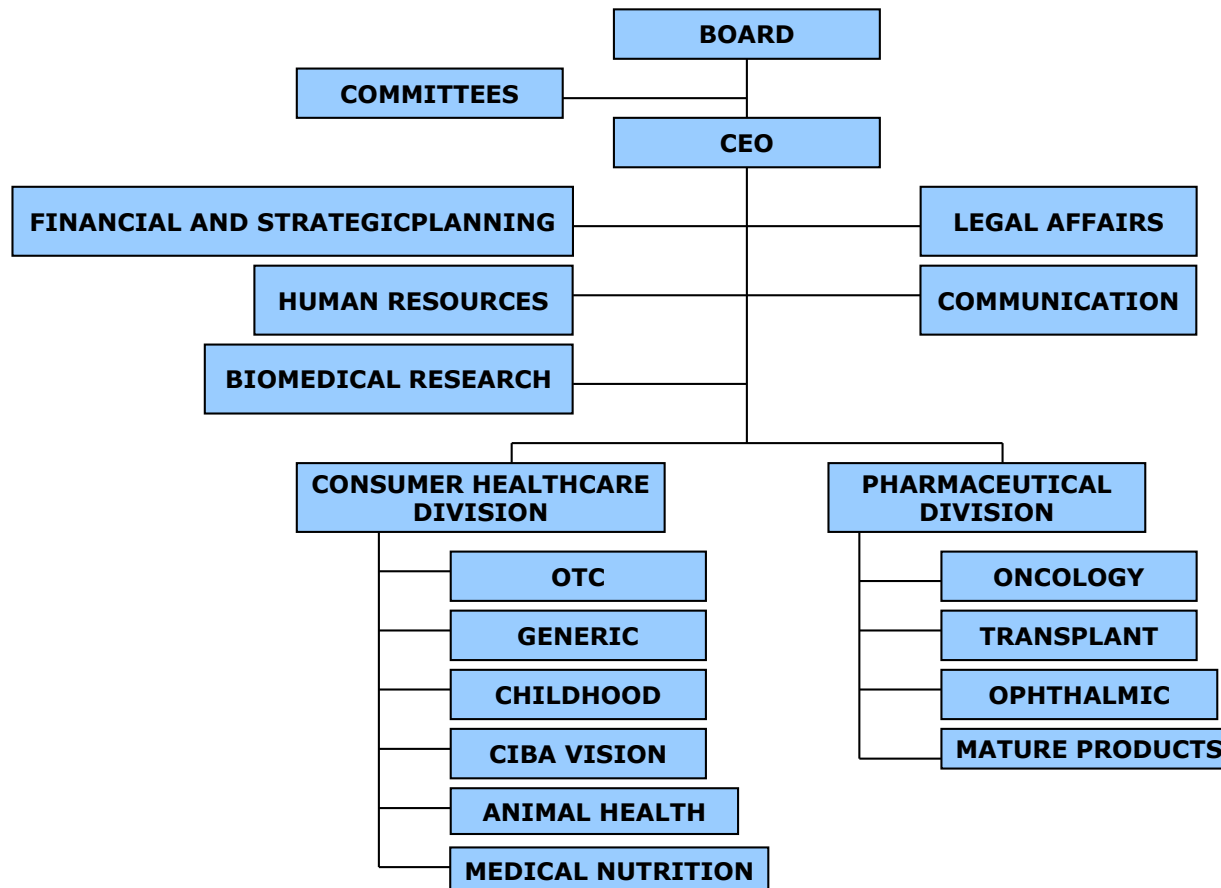 BOARD
COMMITTEES
CEO
FINANCIAL AND STRATEGICPLANNING
LEGAL AFFAIRS
HUMAN RESOURCES
COMMUNICATION
BIOMEDICAL RESEARCH
CONSUMER HEALTHCARE
DIVISION
PHARMACEUTICAL
DIVISION
OTC
GENERIC
CHILDHOOD
CIBA VISION
ANIMAL HEALTH
MEDICAL NUTRITION
ONCOLOGY
TRANSPLANT
OPHTHALMIC
MATURE PRODUCTS